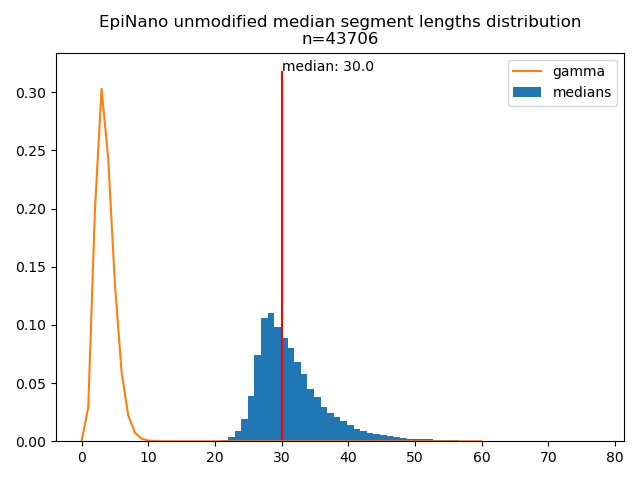 EpiNano unmodified median segment lengths distribution
n=43706
median: 30.0
gamma
medians
0.30
0.25
0.20
0.15
0.10
0.05
0.00
0 10 20 30 40 50 60 70 80